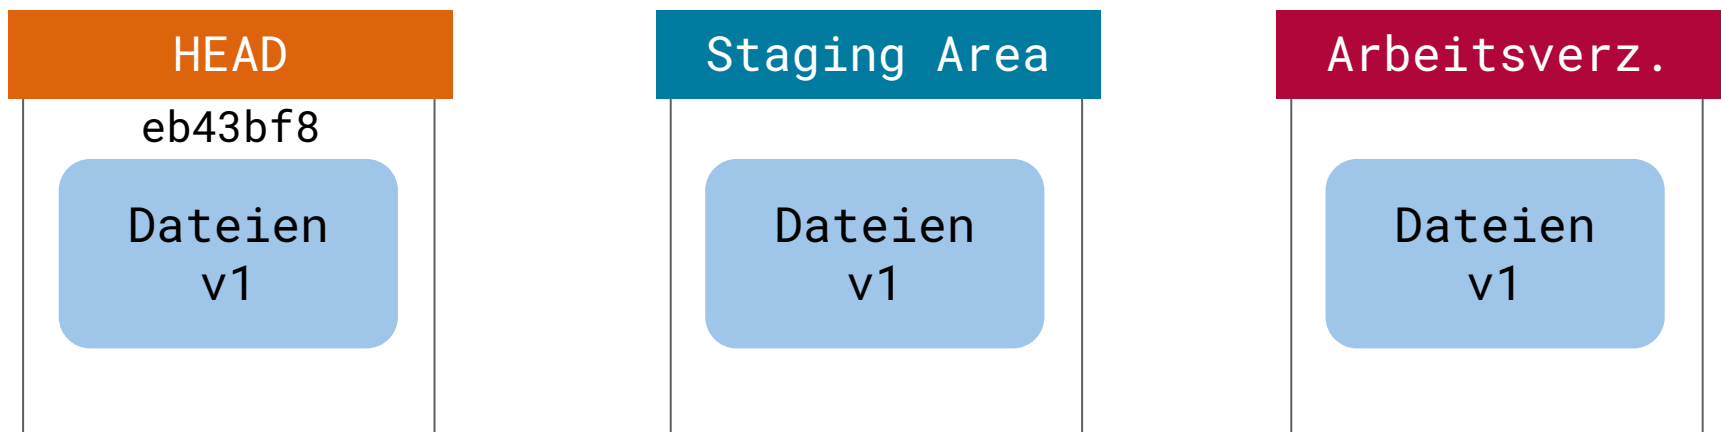 HEAD
Staging Area
Arbeitsverz.
eb43bf8
Dateien
v1
Dateien
v1
Dateien
v1